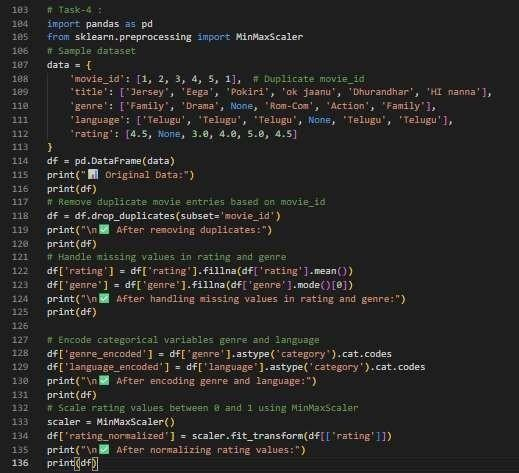 103 # Task-4 :
104 import pandas as pd
105 from sklearn.preprocessing import MinMaxScaler
106 # Sample dataset
107 data = {
108     'movie_id': [1, 2, 3, 4, 5, 1],  # Duplicate movie_id
109     'title': ['Jersey', 'Eega', 'Pokiri', 'ok jaanu', 'Dhurandhar', 'HI nanna'],
110     'genre': ['Family', 'Drama', None, 'Rom-Com', 'Action', 'Family'],
111     'language': ['Telugu', 'Telugu', 'Telugu', None, 'Telugu', 'Telugu'],
112     'rating': [4.5, None, 3.0, 4.0, 5.0, 4.5]
113 }
114 df = pd.DataFrame(data)
115 print("📊 Original Data:")
116 print(df)
117 # Remove duplicate movie entries based on movie_id
118 df = df.drop_duplicates(subset='movie_id')
119 print("\n✅ After removing duplicates:")
120 print(df)
121 # Handle missing values in rating and genre
122 df['rating'] = df['rating'].fillna(df['rating'].mean())
123 df['genre'] = df['genre'].fillna(df['genre'].mode()[0])
124 print("\n✅ After handling missing values in rating and genre:")
125 print(df)
126
127 # Encode categorical variables genre and language
128 df['genre_encoded'] = df['genre'].astype('category').cat.codes
129 df['language_encoded'] = df['language'].astype('category').cat.codes
130 print("\n✅ After encoding genre and language:")
131 print(df)
132 # Scale rating values between 0 and 1 using MinMaxScaler
133 scaler = MinMaxScaler()
134 df['rating_normalized'] = scaler.fit_transform(df[['rating']])
135 print("\n✅ After normalizing rating values:")
136 print(df)